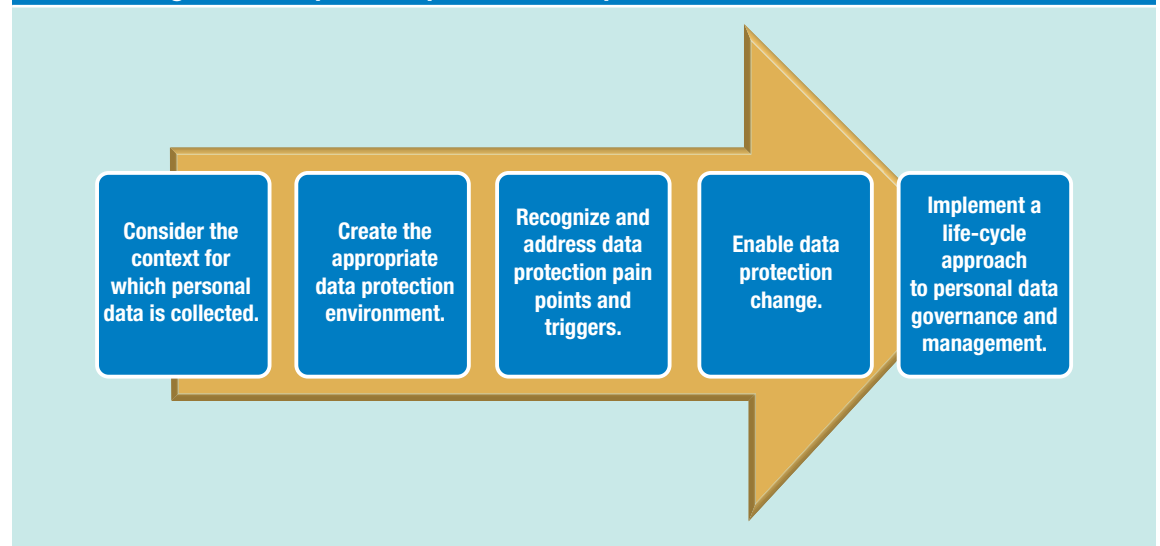 Consider the
context for
which personal
data is collected.
Create the
appropriate
data protection
environment.
Recognize and
address data
protection pain
points and
triggers.
Enable data
protection
change.
Implement a
life-cycle
approach
to personal data
governance and
management.